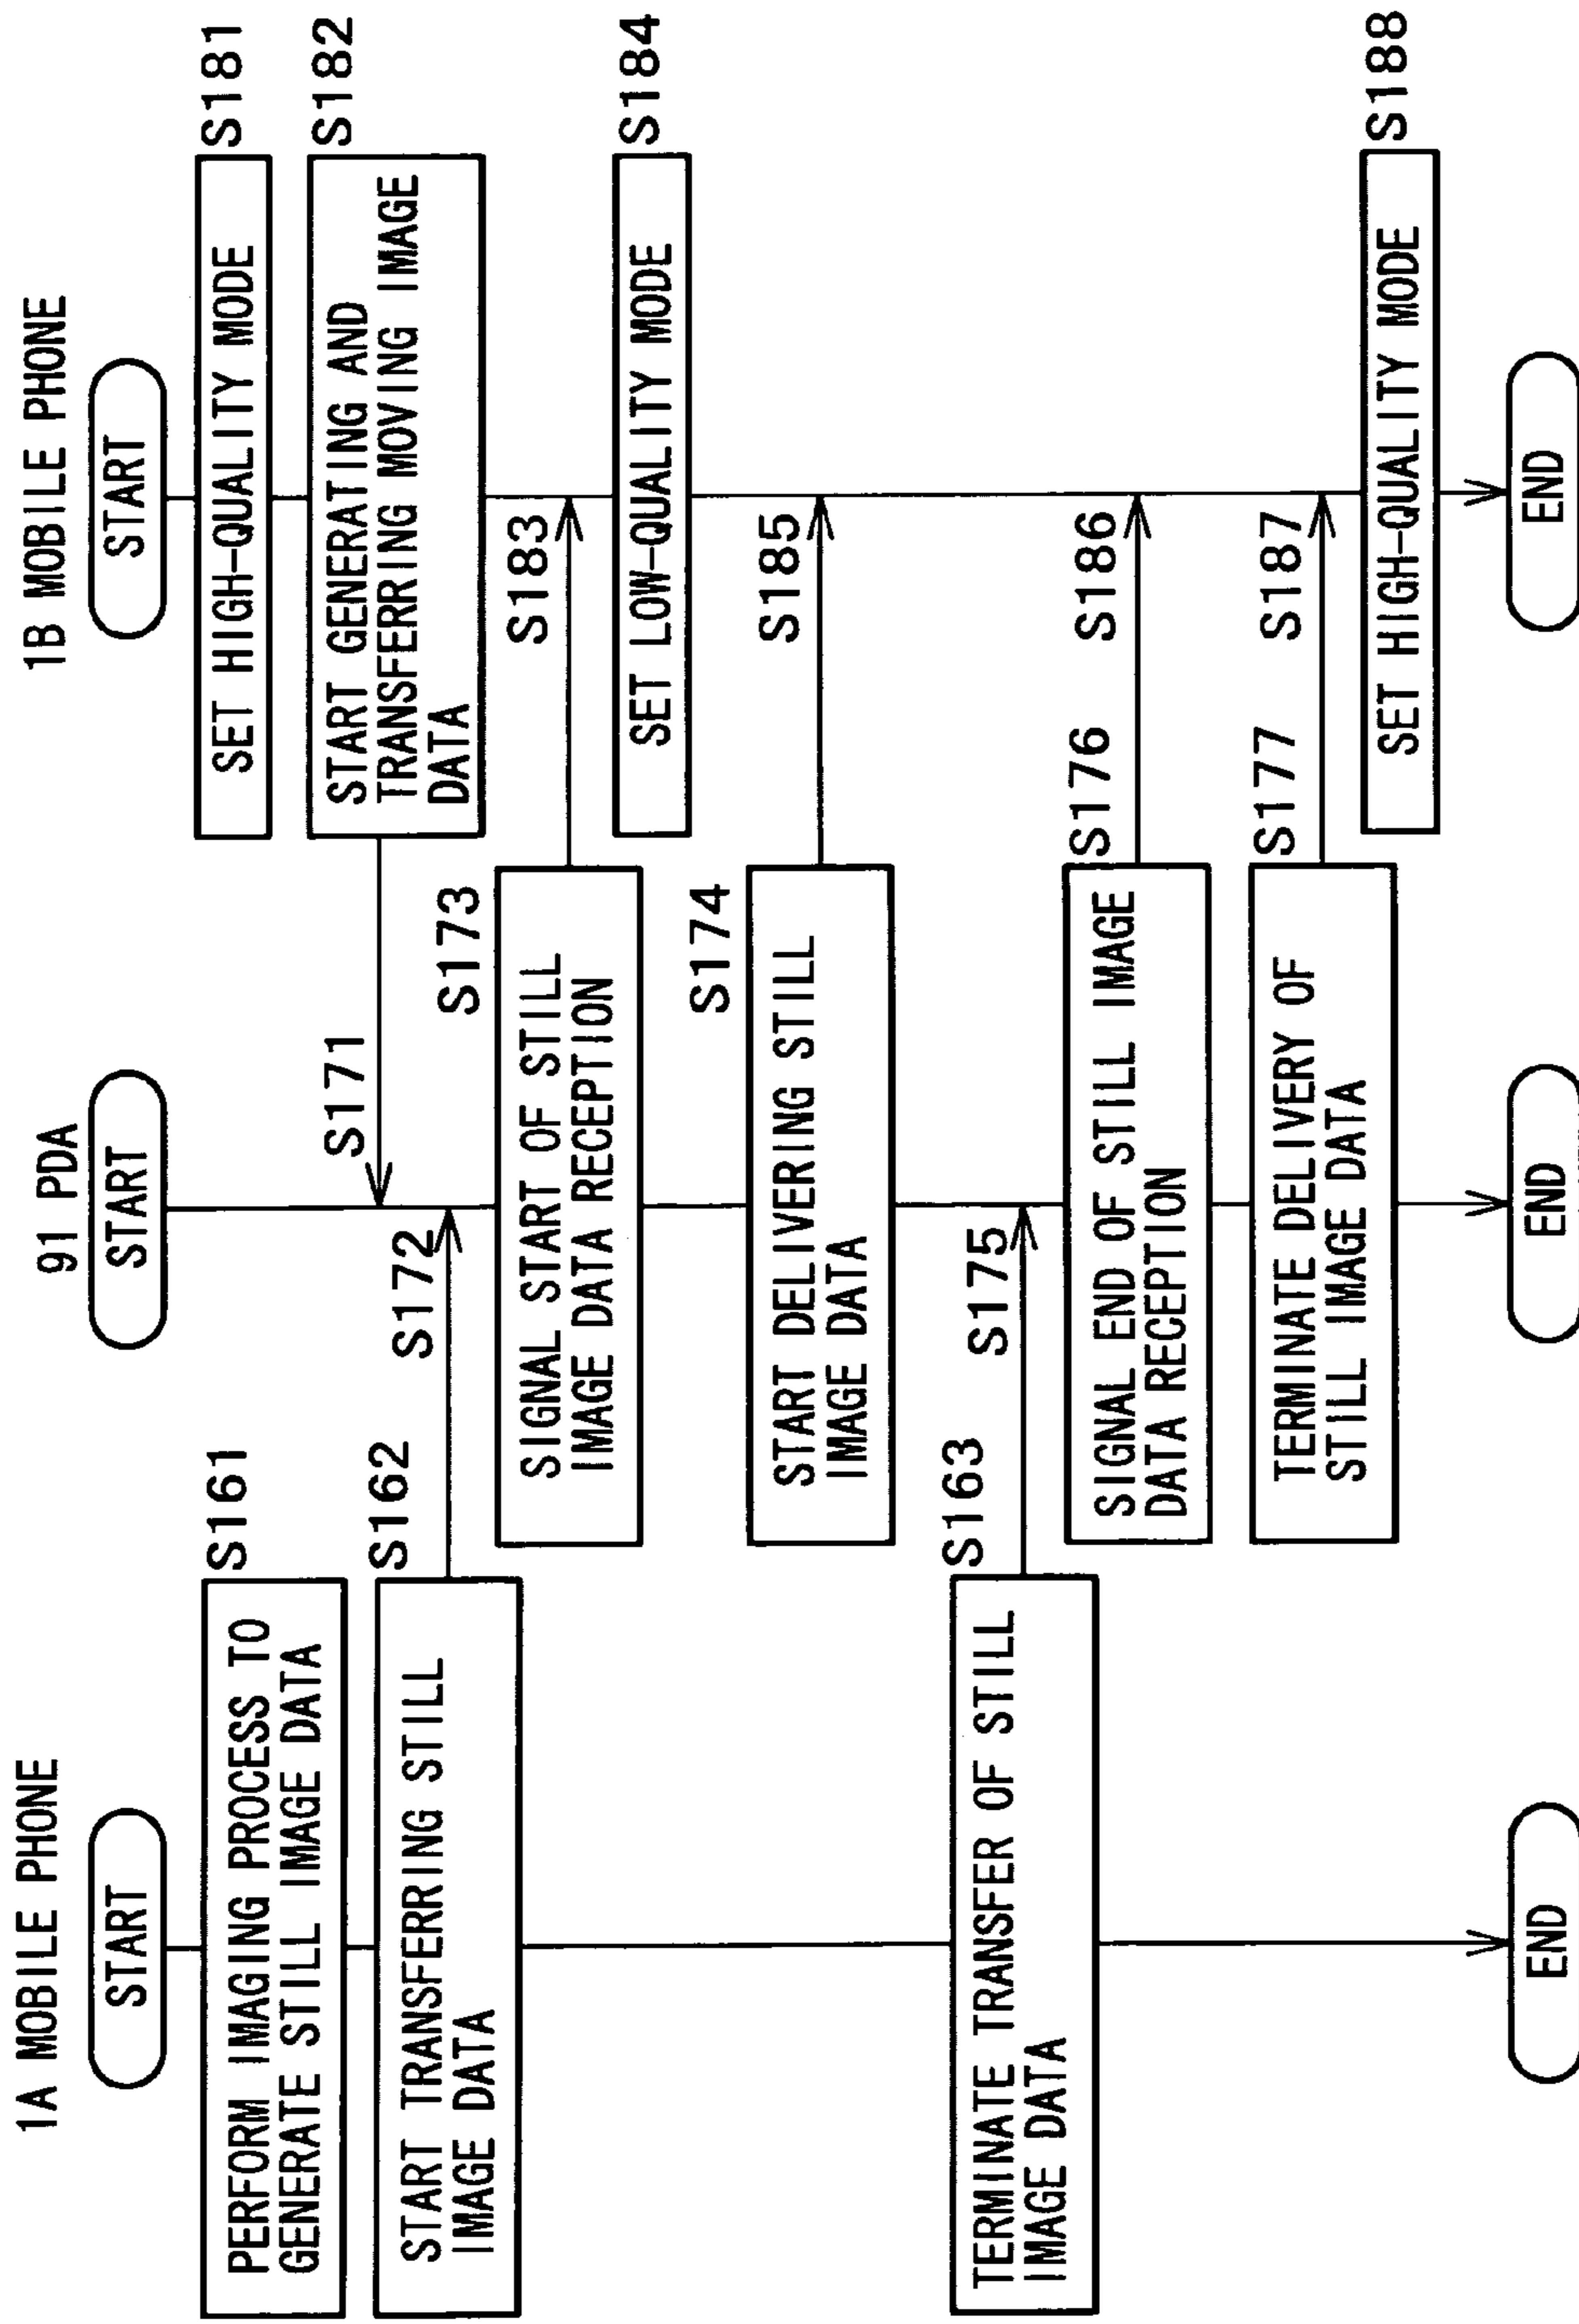 1A MOBILE PHONE
START
PERFORM IMAGING PROCESS TO
GENERATE STILL IMAGE DATA
S161
START TRANSFERRING STILL
IMAGE DATA
S162
TERMINATE TRANSFER OF STILL
IMAGE DATA
S163
END
91 PDA
START
S171
S172
SIGNAL START OF STILL
IMAGE DATA RECEPTION
S173
START DELIVERING STILL
IMAGE DATA
S174
S175
SIGNAL END OF STILL IMAGE
DATA RECEPTION
S176
TERMINATE DELIVERY OF
STILL IMAGE DATA
S177
END
1B MOBILE PHONE
START
SET HIGH-QUALITY MODE
S181
START GENERATING AND
TRANSFERRING MOVING IMAGE
DATA
S182
S183
SET LOW-QUALITY MODE
S184
S185
S186
S187
SET HIGH-QUALITY MODE
S188
END